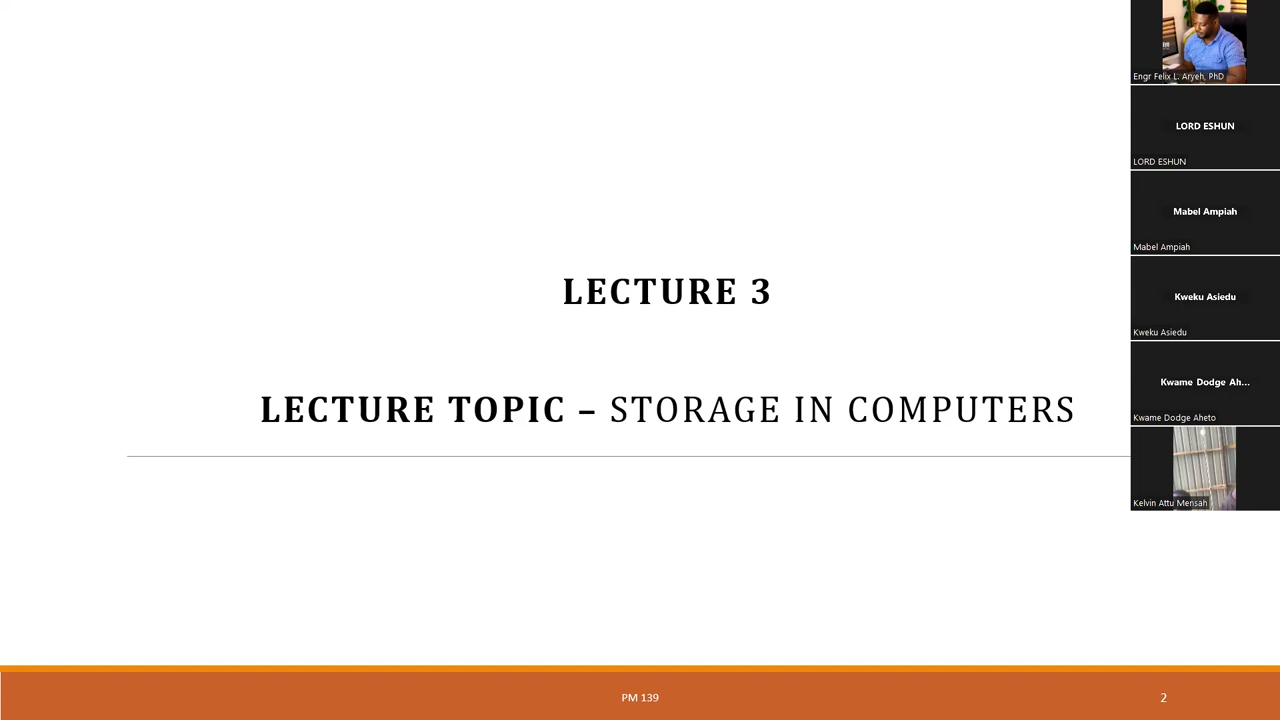 LECTURE 3
LECTURE TOPIC – STORAGE IN COMPUTERS
PM 139
2
Engr Felix L. Aryeh, PhD
LORD ESHUN
LORD ESHUN
Mabel Ampiah
Mabel Ampiah
Kweku Asiedu
Kweku Asiedu
Kwame Dodge Ah...
Kwame Dodge Aheto
Kelvin Attu Mensah